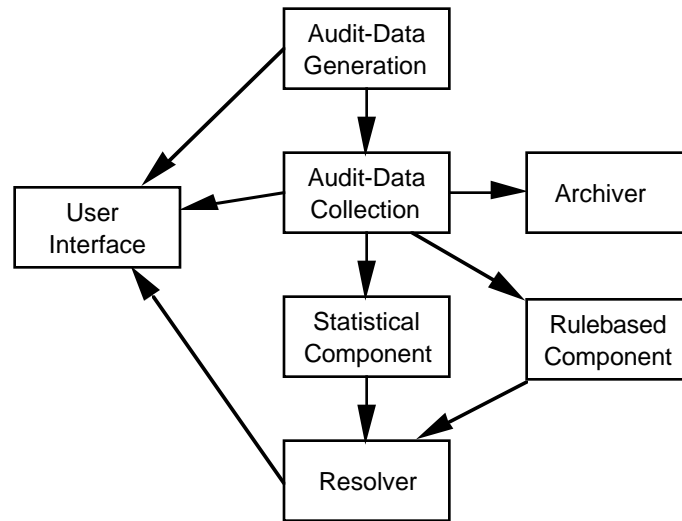 Audit-Data
Generation
Audit-Data
Collection
Archiver
User
Interface
Statistical
Component
Rulebased
Component
Resolver